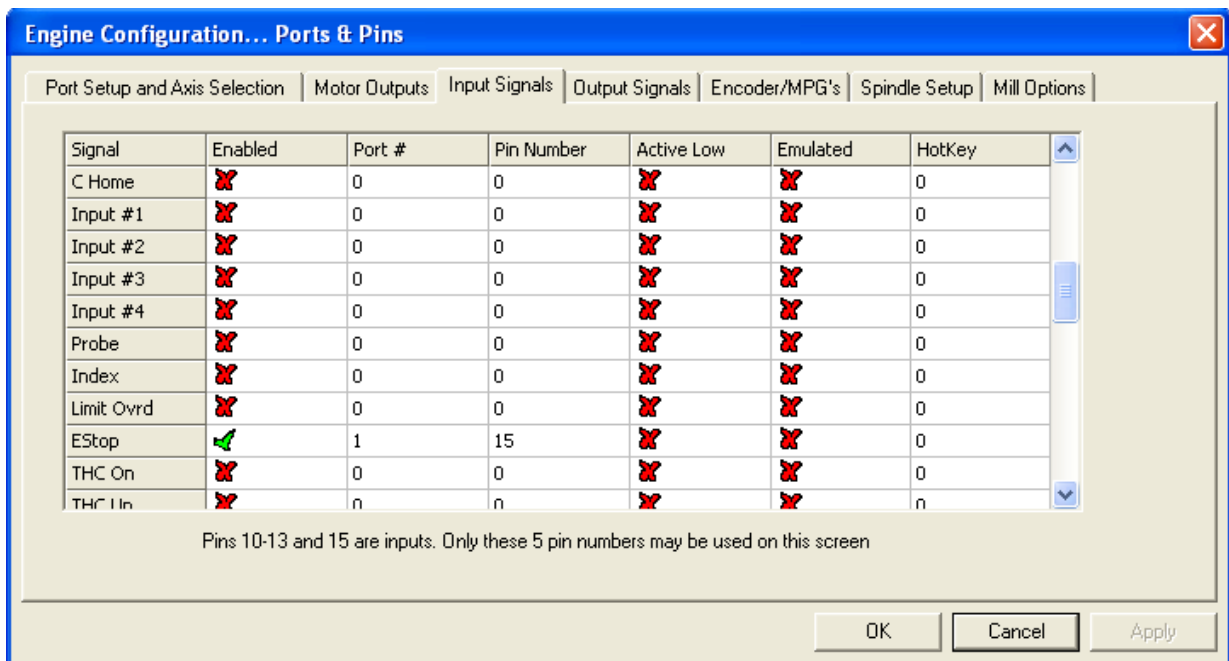 Engine Configuration... Ports & Pins
Port Setup and Axis Selection Motor Outputs Input Signals Output Signals Encoder/MPG's Spindle Setup Mill Options
Signal Enabled Port # Pin Number Active Low Emulated HotKey
C Home 0 0 0
Input #1 0 0 0
Input #2 0 0 0
Input #3 0 0 0
Input #4 0 0 0
Probe 0 0 0
Index 0 0 0
Limit Ovrd 0 0 0
EStop 1 15 0
THC On 0 0 0
THC Up 0 0 0
Pins 10-13 and 15 are inputs. Only these 5 pin numbers may be used on this screen
OK Cancel Apply